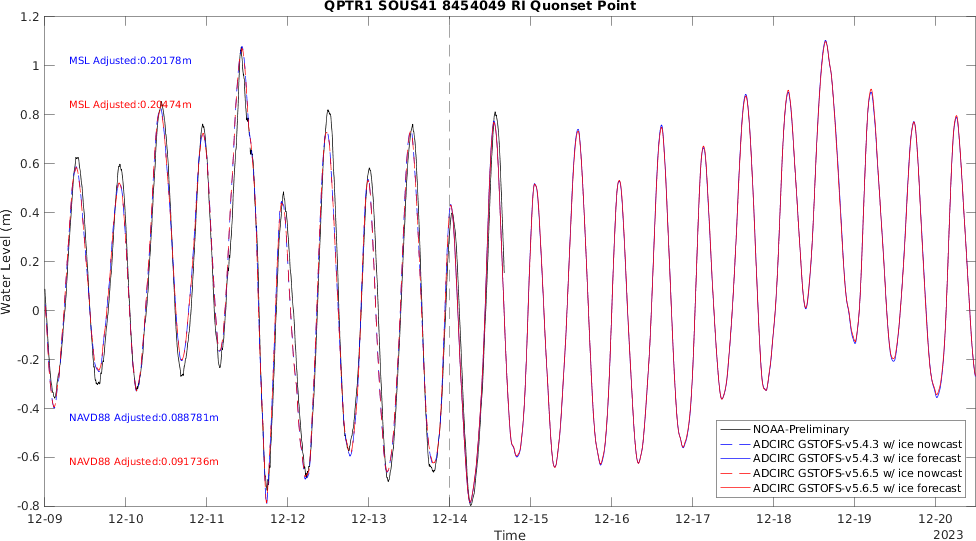 QPTR1 SOUS41 8454049 RI Quonset Point
1.2
1
0.8
0.6
0.4
0.2
0
-0.2
-0.4
-0.6
-0.8
Water Level (m)
MSL Adjusted:0.20178m
MSL Adjusted:0.20474m
NAVD88 Adjusted:0.088781m
NAVD88 Adjusted:0.091736m
NOAA-Preliminary
ADCIRC GSTOFS-v5.4.3 w/ ice nowcast
ADCIRC GSTOFS-v5.4.3 w/ ice forecast
ADCIRC GSTOFS-v5.6.5 w/ ice nowcast
ADCIRC GSTOFS-v5.6.5 w/ ice forecast
12-09 12-10 12-11 12-12 12-13 12-14 12-15 12-16 12-17 12-18 12-19 12-20
Time
2023